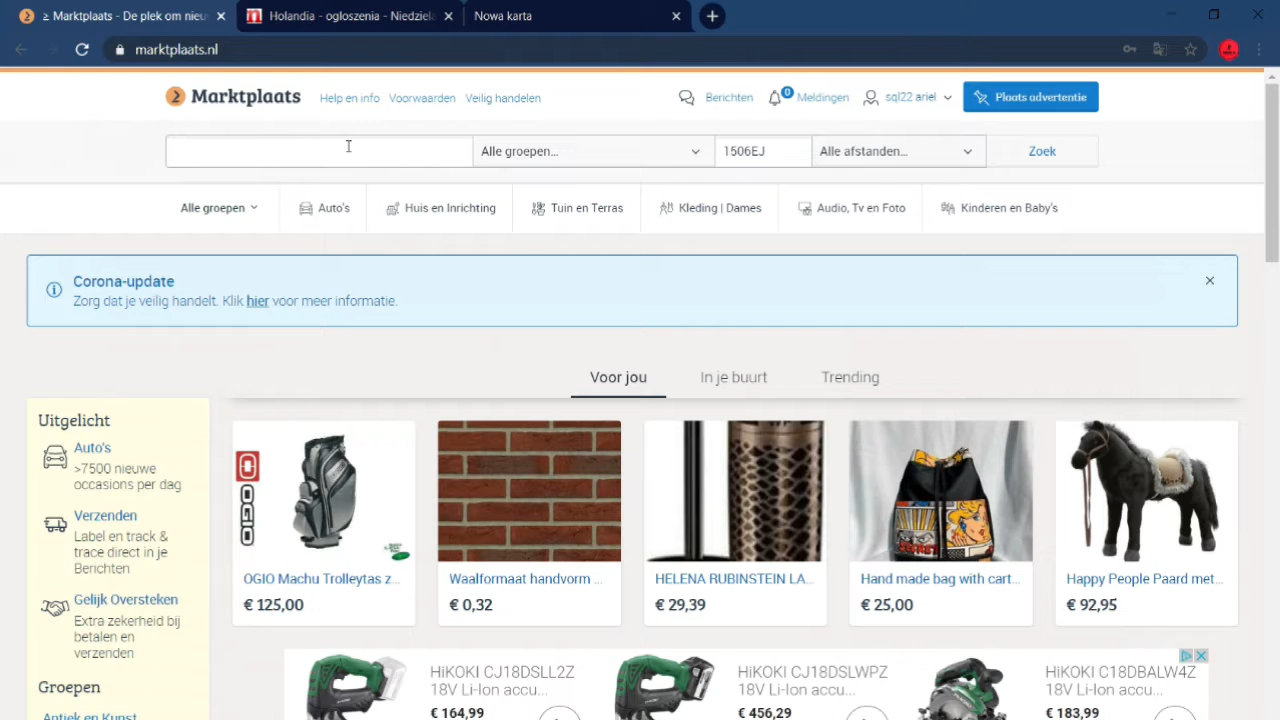 ≥ Marktplaats - De plek om nieu
Holandia - ogłoszenia - Niedziela
Nowa karta
marktplaats.nl
Marktplaats
Help en info
Voorwaarden
Veilig handelen
Berichten
0
Meldingen
sql22 ariel
Plaats advertentie
Alle groepen...
1506EJ
Alle afstanden...
Zoek
Alle groepen
Auto's
Huis en Inrichting
Tuin en Terras
Kleding | Dames
Audio, Tv en Foto
Kinderen en Baby's
Corona-update
Zorg dat je veilig handelt. Klik hier voor meer informatie.
Voor jou
In je buurt
Trending
Uitgelicht
Auto's
>7500 nieuwe
occasions per dag
Verzenden
Label en track &
trace direct in je
Berichten
Gelijk Oversteken
Extra zekerheid bij
betalen en
verzenden
Groepen
Antiek en Kunst
OGIO
OGIO Machu Trolleytas z...
€ 125,00
Waalformaat handvorm ...
€ 0,32
HELENA RUBINSTEIN LA...
€ 29,39
Hand made bag with cart...
€ 25,00
Happy People Paard met...
€ 92,95
HiKOKI CJ18DSLL2Z
18V Li-Ion accu...
€ 164,99
HiKOKI CJ18DSLWPZ
18V Li-Ion accu...
€ 456,29
HiKOKI C18DBALW4Z
18V Li-Ion accu...
€ 183,99